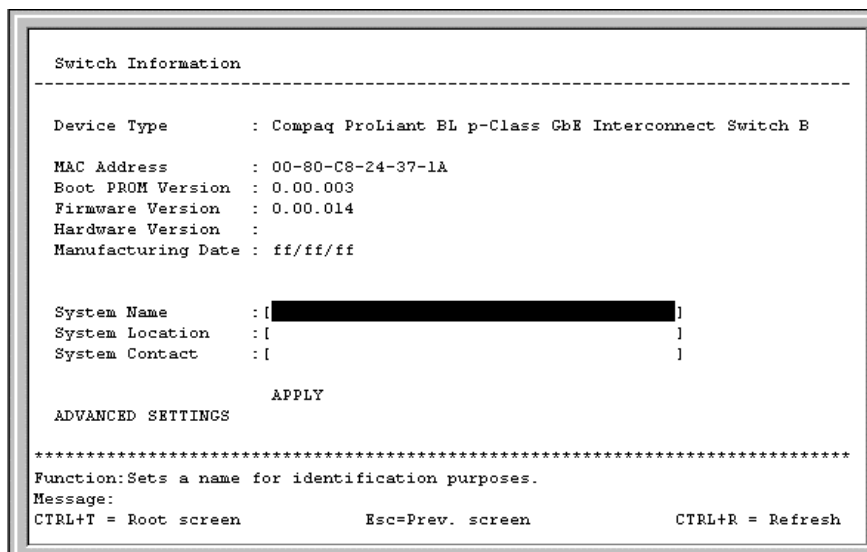 Switch Information
--------------------------------------------------------------------------------
Device Type : Compaq ProLiant BL p-Class GbE Interconnect Switch B
MAC Address : 00-80-C8-24-37-1A
Boot PROM Version : 0.00.003
Firmware Version : 0.00.014
Hardware Version :
Manufacturing Date : ff/ff/ff
System Name :[ ]
System Location :[ ]
System Contact :[ ]
APPLY
ADVANCED SETTINGS
********************************************************************************
Function:Sets a name for identification purposes.
Message:
CTRL+T = Root screen Esc=Prev. screen CTRL+R = Refresh